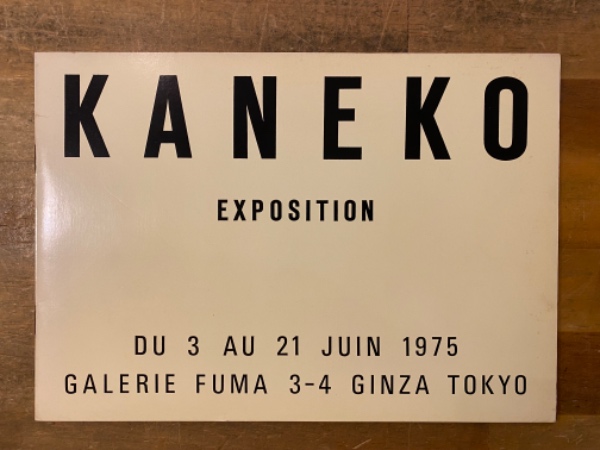 KANEKO
EXPOSITION
DU 3 AU 21 JUIN 1975
GALERIE FUMA 3-4 GINZA TOKYO